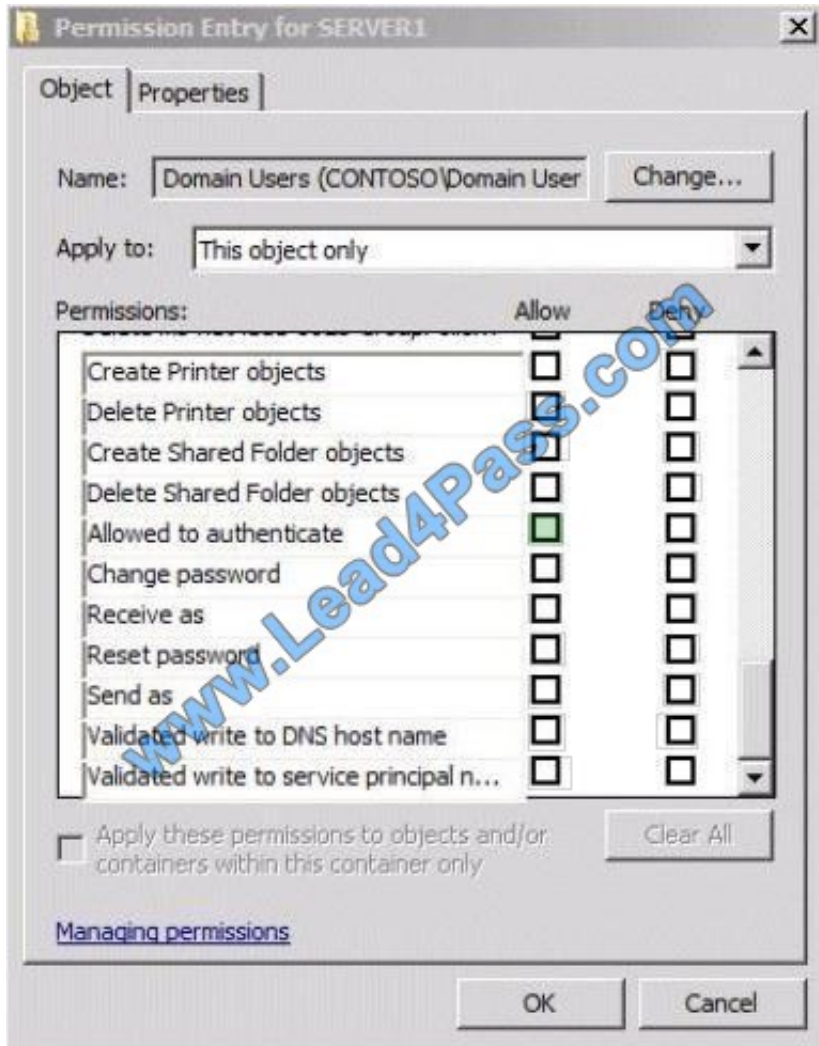 Permission Entry for SERVER1
Object
Properties
Name:
Domain Users (CONTOSO\Domain User
Change...
Apply to:
This object only
Permissions:
Allow
Deny
Create Printer objects
Delete Printer objects
Create Shared Folder objects
Delete Shared Folder objects
Allowed to authenticate
Change password
Receive as
Reset password
Send as
Validated write to DNS host name
Validated write to service principal n...
www.Lead4Pass.com
Apply these permissions to objects and/or
containers within this container only
Clear All
Managing permissions
OK
Cancel